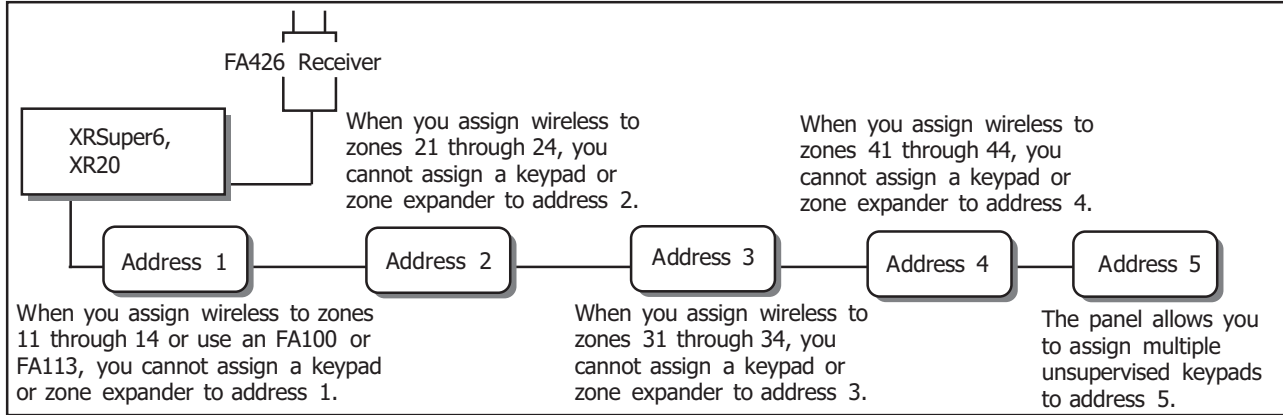 FA426 Receiver
XRSuper6,
XR20
When you assign wireless to
zones 21 through 24, you
cannot assign a keypad or
zone expander to address 2.
When you assign wireless to
zones 41 through 44, you
cannot assign a keypad or
zone expander to address 4.
Address 1
Address 2
Address 3
Address 4
Address 5
When you assign wireless to zones
11 through 14 or use an FA100 or
FA113, you cannot assign a keypad
or zone expander to address 1.
When you assign wireless to
zones 31 through 34, you
cannot assign a keypad or
zone expander to address 3.
The panel allows you
to assign multiple
unsupervised keypads
to address 5.